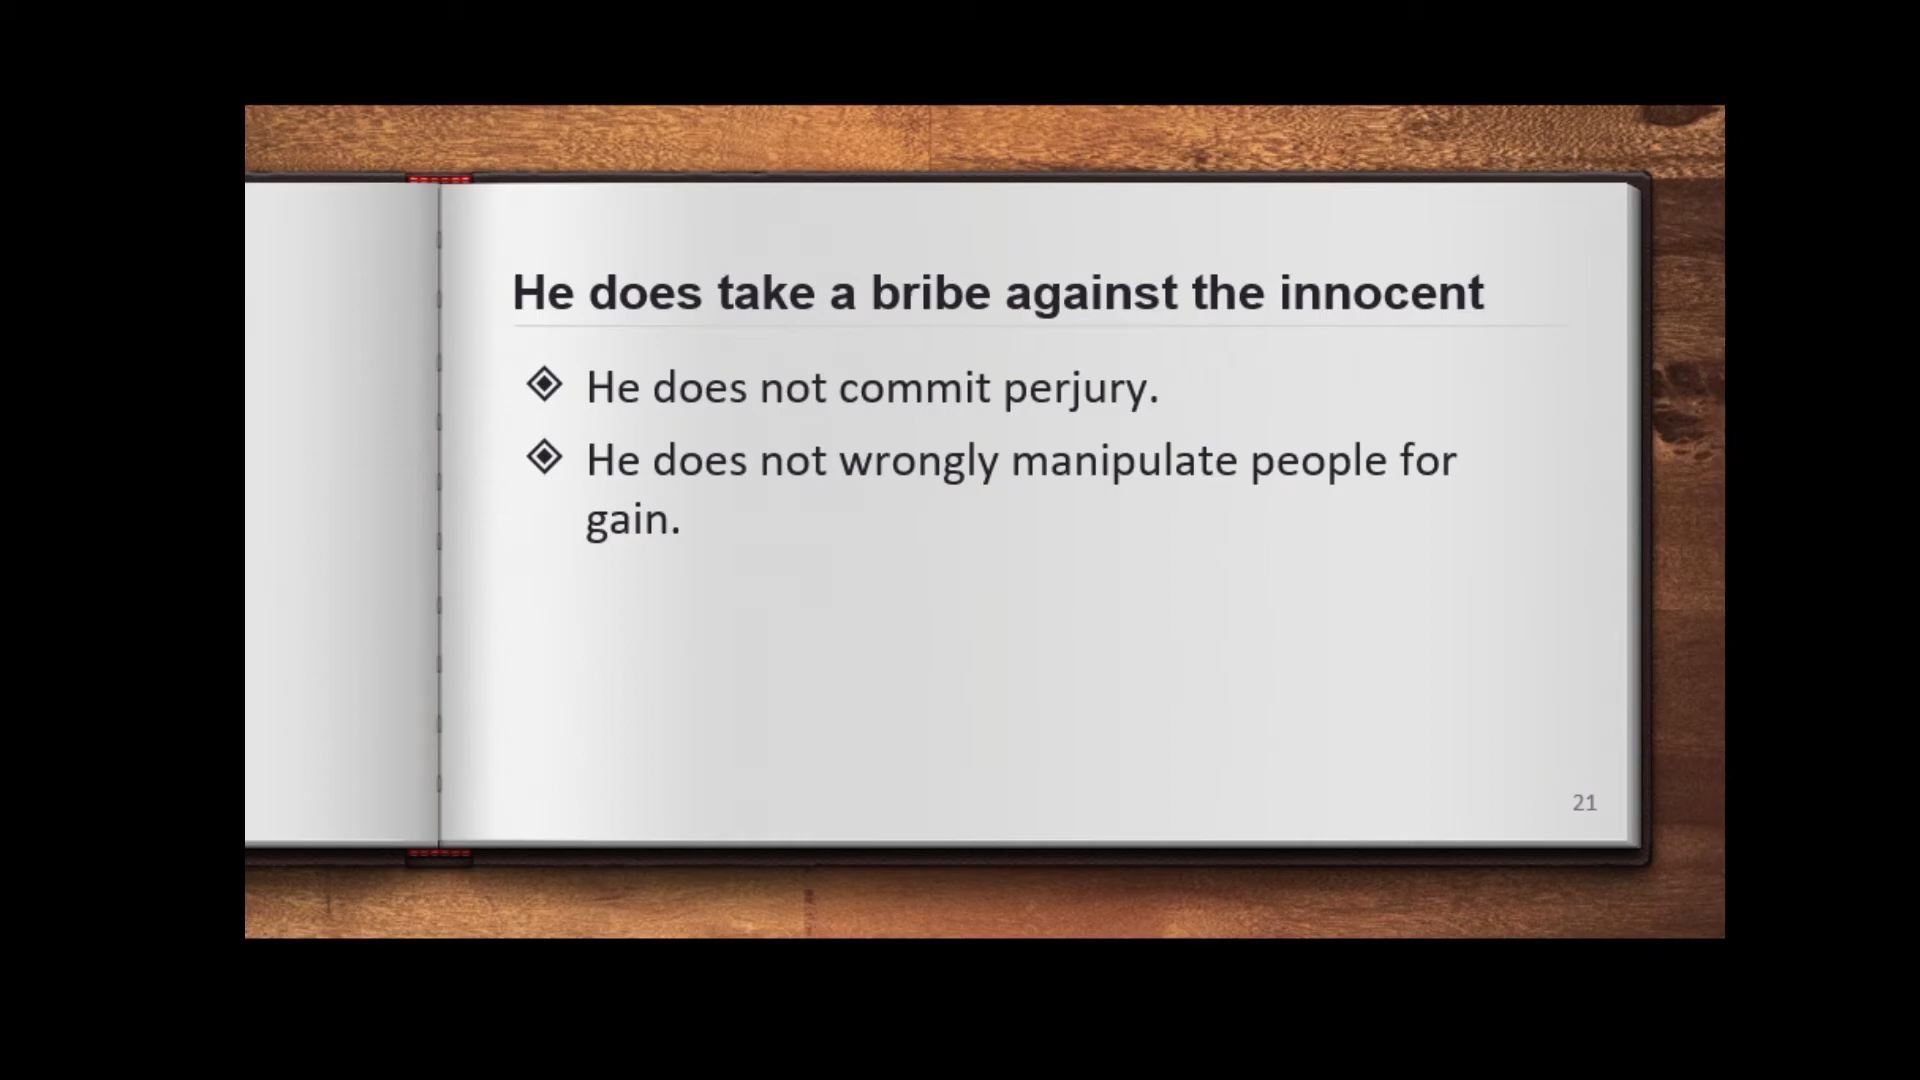 He does take a bribe against the innocent
He does not commit perjury.
He does not wrongly manipulate people for
gain.
21